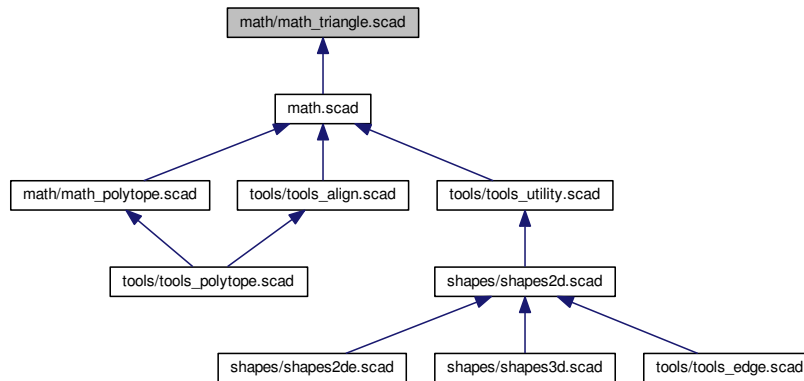 math/math_triangle.scad
math.scad
math/math_polytope.scad
tools/tools_align.scad
tools/tools_utility.scad
tools/tools_polytope.scad
shapes/shapes2d.scad
shapes/shapes2de.scad
shapes/shapes3d.scad
tools/tools_edge.scad